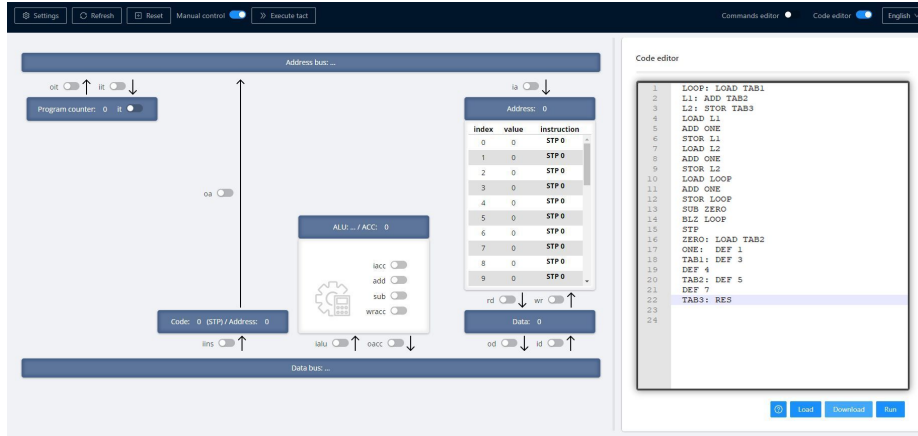 Settings Refresh Reset Manual control Execute tact Commands editor Code editor English
Address bus: ...
oit iit ia
Program counter: 0 it
Address: 0
index value instruction
0 0 STP 0
1 0 STP 0
2 0 STP 0
3 0 STP 0
4 0 STP 0
5 0 STP 0
6 0 STP 0
7 0 STP 0
8 0 STP 0
9 0 STP 0
oa
ALU: ... / ACC: 0
iacc
add
sub
wracc
rd wr
Code: 0 (STP) / Address: 0
Data: 0
iins ialu oacc od id
Data bus: ...
Code editor
1 LOOP: LOAD TAB1
2 L1: ADD TAB2
3 L2: STOR TAB3
4 LOAD L1
5 ADD ONE
6 STOR L1
7 LOAD L2
8 ADD ONE
9 STOR L2
10 LOAD LOOP
11 ADD ONE
12 STOR LOOP
13 SUB ZERO
14 BLZ LOOP
15 STP
16 ZERO: LOAD TAB2
17 ONE: DEF 1
18 TAB1: DEF 3
19 DEF 4
20 TAB2: DEF 5
21 DEF 7
22 TAB3: RES
23
24
Load Download Run